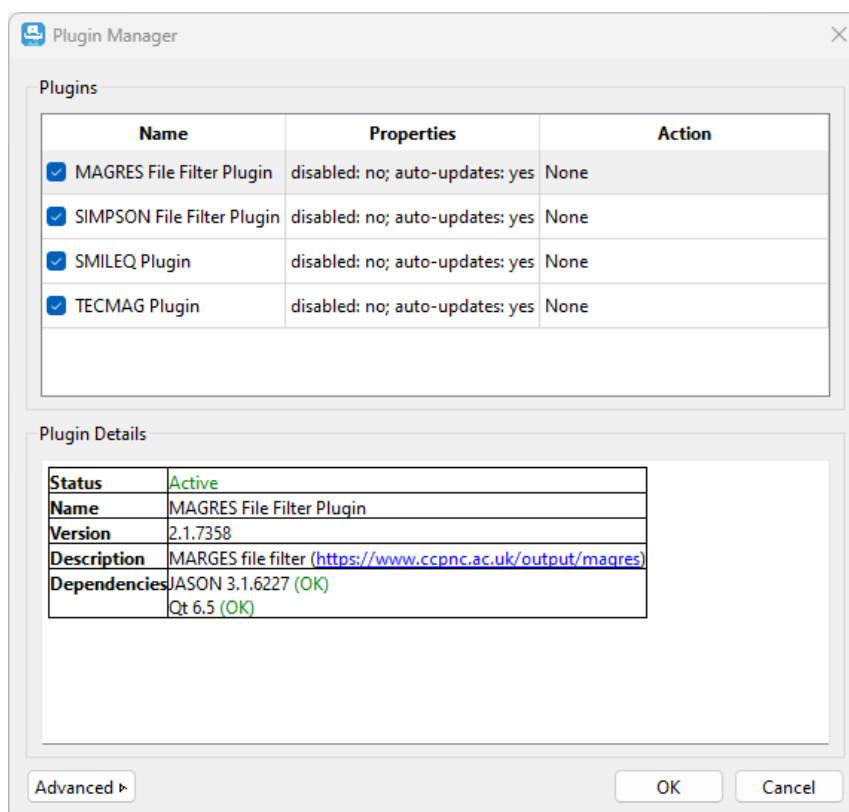 Plugin Manager
Plugins
Name Properties Action
MAGRES File Filter Plugin disabled: no; auto-updates: yes None
SIMPSON File Filter Plugin disabled: no; auto-updates: yes None
SMILEQ Plugin disabled: no; auto-updates: yes None
TECMAG Plugin disabled: no; auto-updates: yes None
Plugin Details
Status Active
Name MAGRES File Filter Plugin
Version 2.1.7358
Description MARGES file filter (https://www.ccpnc.ac.uk/output/magres)
Dependencies JASON 3.1.6227 (OK)
Qt 6.5 (OK)
Advanced OK Cancel